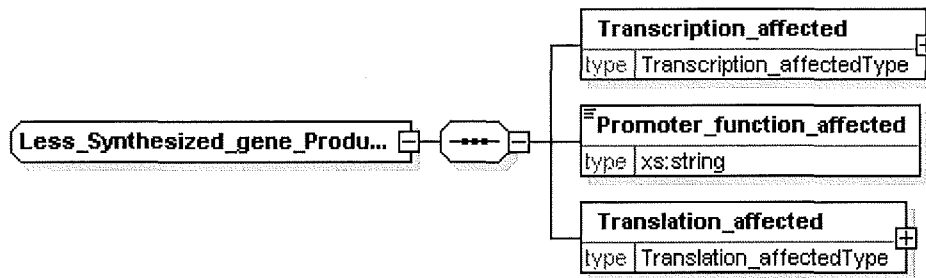 Transcription_affected
type Transcription_affectedType
Less_Synthesized_gene_Produ...
Promoter_function_affected
type xs:string
Translation_affected
type Translation_affectedType